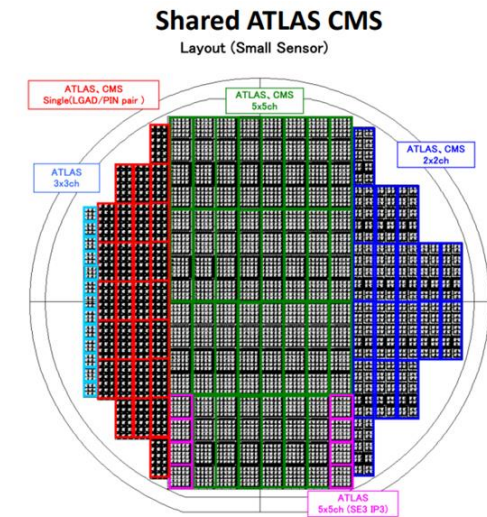 Shared ATLAS CMS
Layout (Small Sensor)
ATLAS、CMS
Single(LGAD/PIN pair )
ATLAS、CMS
5x5ch
ATLAS、CMS
2x2ch
ATLAS
3x3ch
ATLAS
5x5ch (SE3 IP3)